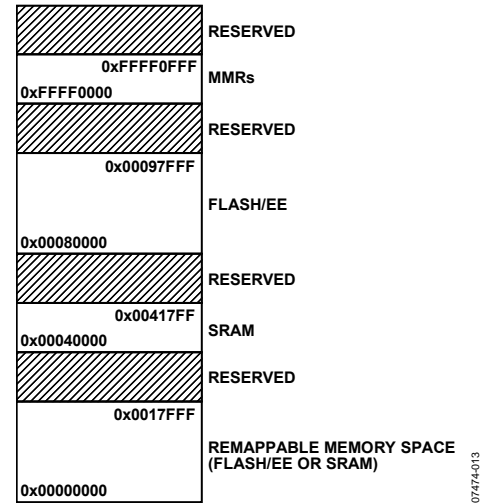 RESERVED
0xFFFF0FFF
MMRs
0xFFFF0000
RESERVED
0x00097FFF
FLASH/EE
0x00080000
RESERVED
0x00417FF
SRAM
0x00040000
RESERVED
0x0017FFF
REMAPPABLE MEMORY SPACE
(FLASH/EE OR SRAM)
0x00000000
07474-013